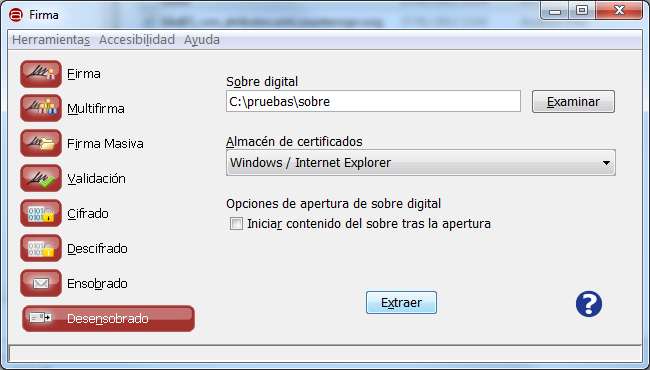 Firma
Herramientas Accesibilidad Ayuda
Firma
Multifirma
Firma Masiva
Validación
Cifrado
Descifrado
Ensobrado
Desensobrado
Sobre digital
C:\pruebas\sobre
Examinar
Almacén de certificados
Windows / Internet Explorer
Opciones de apertura de sobre digital
Iniciar contenido del sobre tras la apertura
Extraer